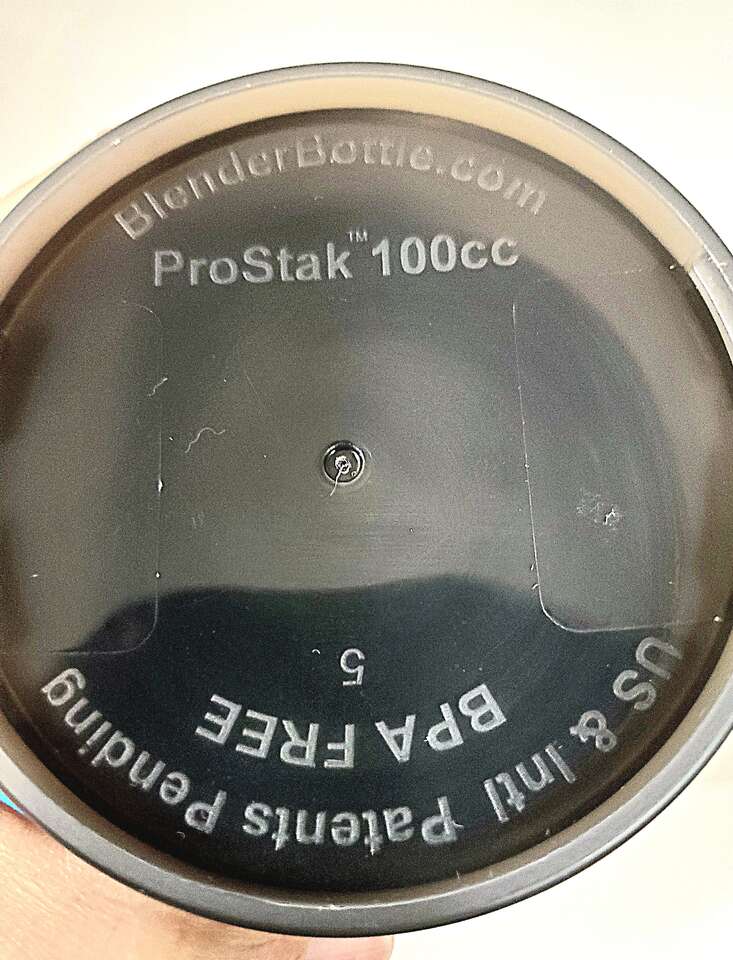 BlenderBottle.com
ProStak™ 100cc
5
BPA FREE
US & Intl Patents Pending